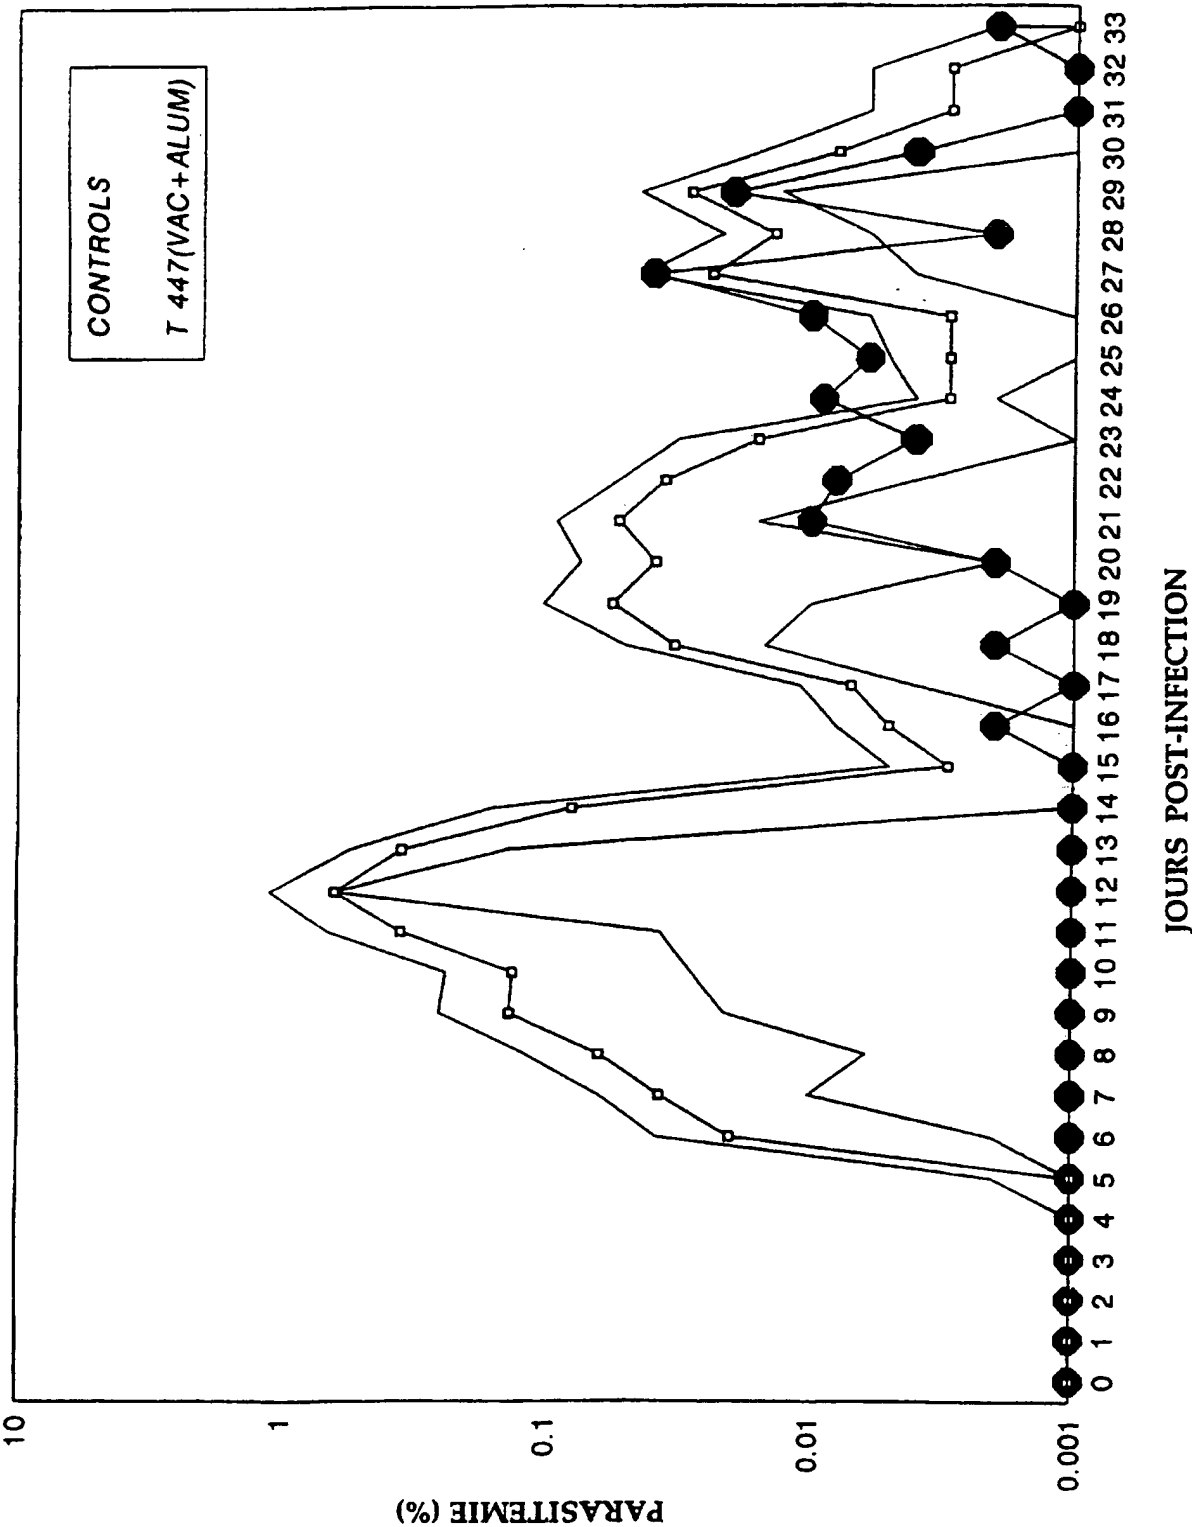 CONTROLS
T 447(VAC+ALUM)
10
1
0.1
0.01
0.001
PARASITEMIE (%)
0 1 2 3 4 5 6 7 8 9 10 11 12 13 14 15 16 17 18 19 20 21 22 23 24 25 26 27 28 29 30 31 32 33
JOURS POST-INFECTION